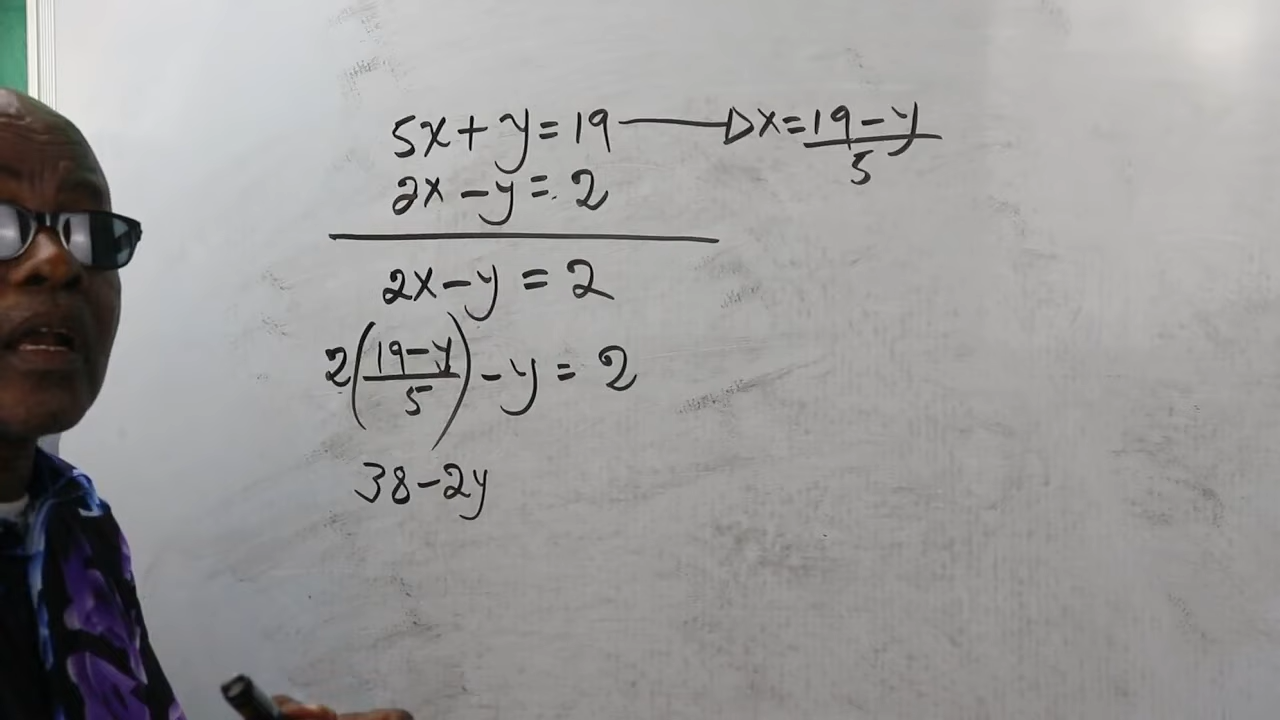 5x + y = 19 ⟶ x = (19 - y)/5
2x - y = 2
2x - y = 2
2((19 - y)/5) - y = 2
38 - 2y